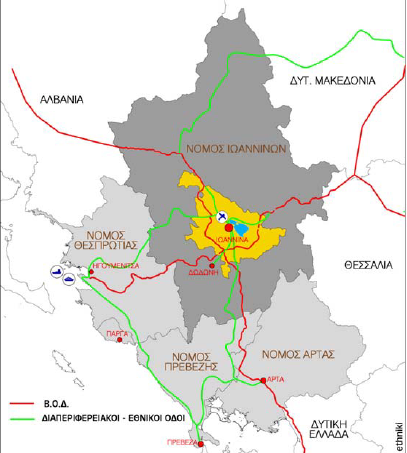 ΔΥΤ. ΜΑΚΕΔΟΝΙΑ
ΑΛΒΑΝΙΑ
ΝΟΜΟΣ ΙΩΑΝΝΙΝΩΝ
ΝΟΜΟΣ
ΘΕΣΠΡΩΤΙΑΣ
ΙΩΑΝΝΙΝΑ
ΗΓΟΥΜΕΝΙΤΣΑ
ΔΩΔΩΝΗ
ΘΕΣΣΑΛΙΑ
ΠΑΡΓΑ
ΝΟΜΟΣ
ΠΡΕΒΕΖΗΣ
ΝΟΜΟΣ ΑΡΤΑΣ
ΑΡΤΑ
Β.Ο.Δ.
ΔΙΑΠΕΡΙΦΕΡΕΙΑΚΟΙ - ΕΘΝΙΚΟΙ ΟΔΟΙ
ΔΥΤΙΚΗ
ΕΛΛΑΔΑ
ΠΡΕΒΕΖΑ
ethniki